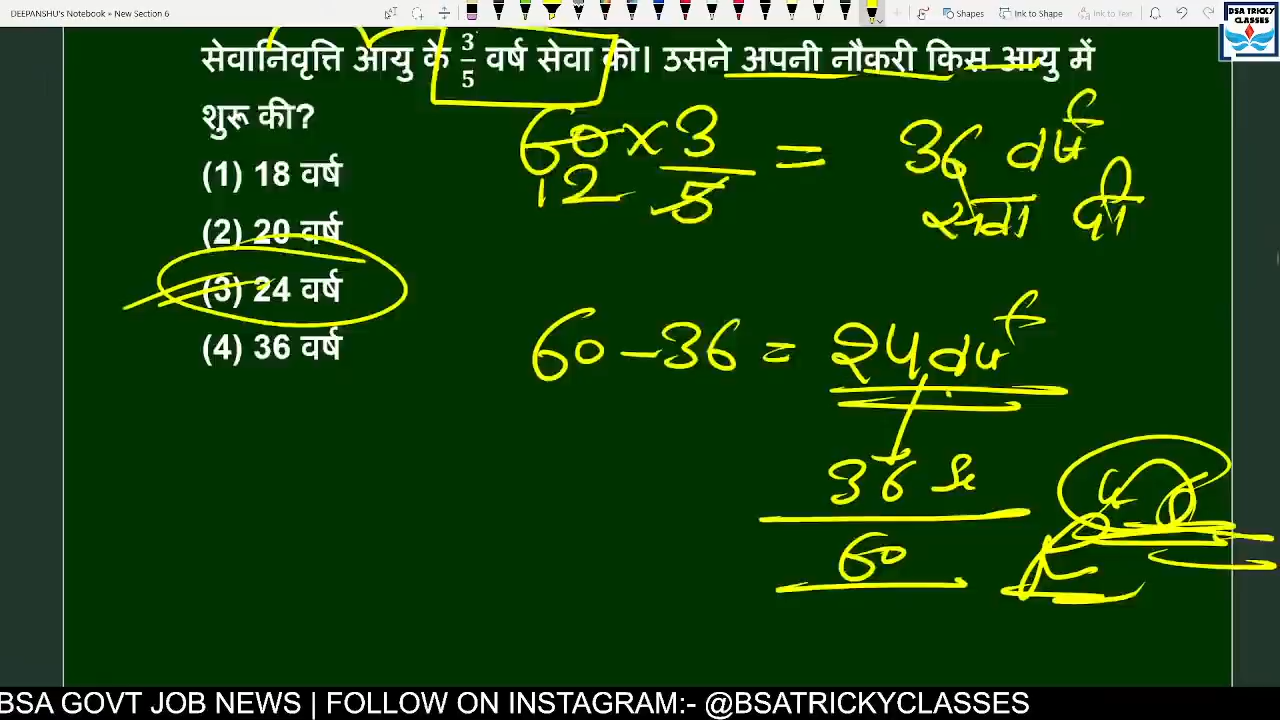 DEEPANSHU's Notebook » New Section 6
Shapes Ink to Shape Ink to Text
BSA TRICKY CLASSES
सेवानिवृत्ति आयु के 3/5 वर्ष सेवा की। उसने अपनी नौकरी किस आयु में
शुरू की?
(1) 18 वर्ष
(2) 20 वर्ष
(3) 24 वर्ष
(4) 36 वर्ष
60 × 3/5 = 36 वर्ष
12
सेवा दी
60 – 36 = 24 वर्ष
36 से
60
BSA GOVT JOB NEWS | FOLLOW ON INSTAGRAM:- @BSATRICKYCLASSES